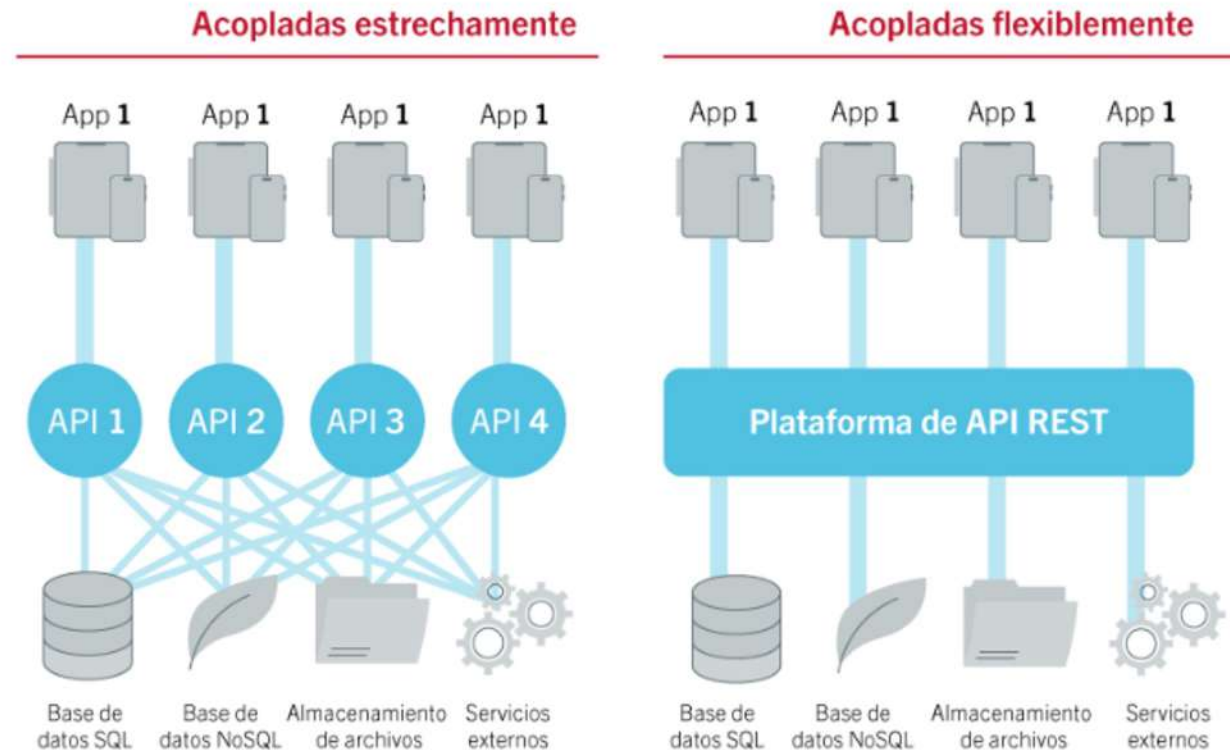 Acopladas estrechamente
Acopladas flexiblemente
App 1
App 1
App 1
App 1
App 1
App 1
App 1
App 1
API 1
API 2
API 3
API 4
Plataforma de API REST
Base de
datos SQL
Base de
datos NoSQL
Almacenamiento
de archivos
Servicios
externos
Base de
datos SQL
Base de
datos NoSQL
Almacenamiento
de archivos
Servicios
externos